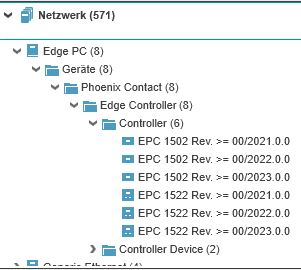 Netzwerk (571)
Edge PC (8)
Geräte (8)
Phoenix Contact (8)
Edge Controller (8)
Controller (6)
EPC 1502 Rev. >= 00/2021.0.0
EPC 1502 Rev. >= 00/2022.0.0
EPC 1502 Rev. >= 00/2023.0.0
EPC 1522 Rev. >= 00/2021.0.0
EPC 1522 Rev. >= 00/2022.0.0
EPC 1522 Rev. >= 00/2023.0.0
Controller Device (2)
Generic Ethernet (4)